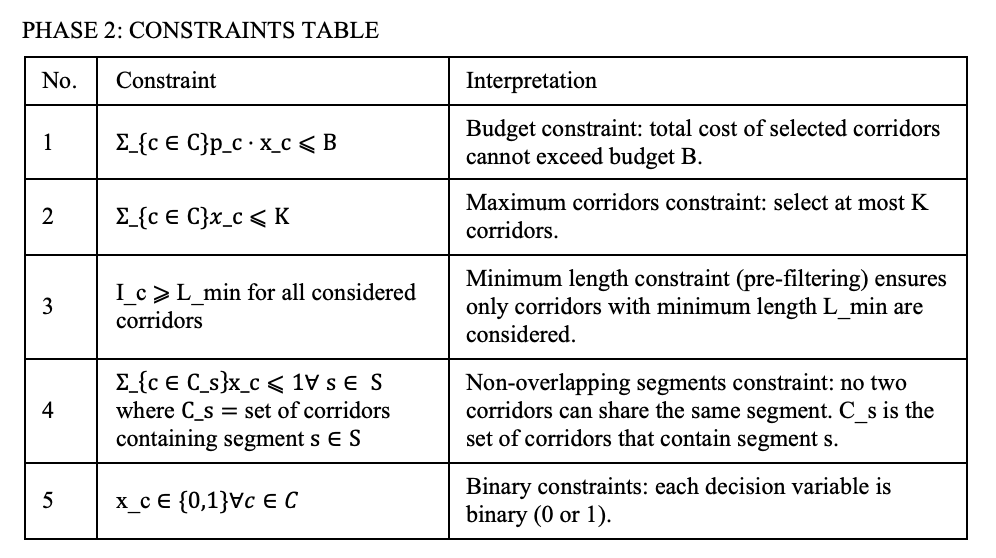 PHASE 2: CONSTRAINTS TABLE
No. Constraint Interpretation
1 Σ_{c ∈ C}p_c · x_c ⩽ B Budget constraint: total cost of selected corridors
cannot exceed budget B.
2 Σ_{c ∈ C}x_c ⩽ K Maximum corridors constraint: select at most K
corridors.
3 I_c ⩾ L_min for all considered
corridors
Minimum length constraint (pre-filtering) ensures
only corridors with minimum length L_min are
considered.
4 Σ_{c ∈ C_s}x_c ⩽ 1∀ s ∈ S
where C_s = set of corridors
containing segment s ∈ S
Non-overlapping segments constraint: no two
corridors can share the same segment. C_s is the
set of corridors that contain segment s.
5 x_c ∈ {0,1}∀c ∈ C Binary constraints: each decision variable is
binary (0 or 1).